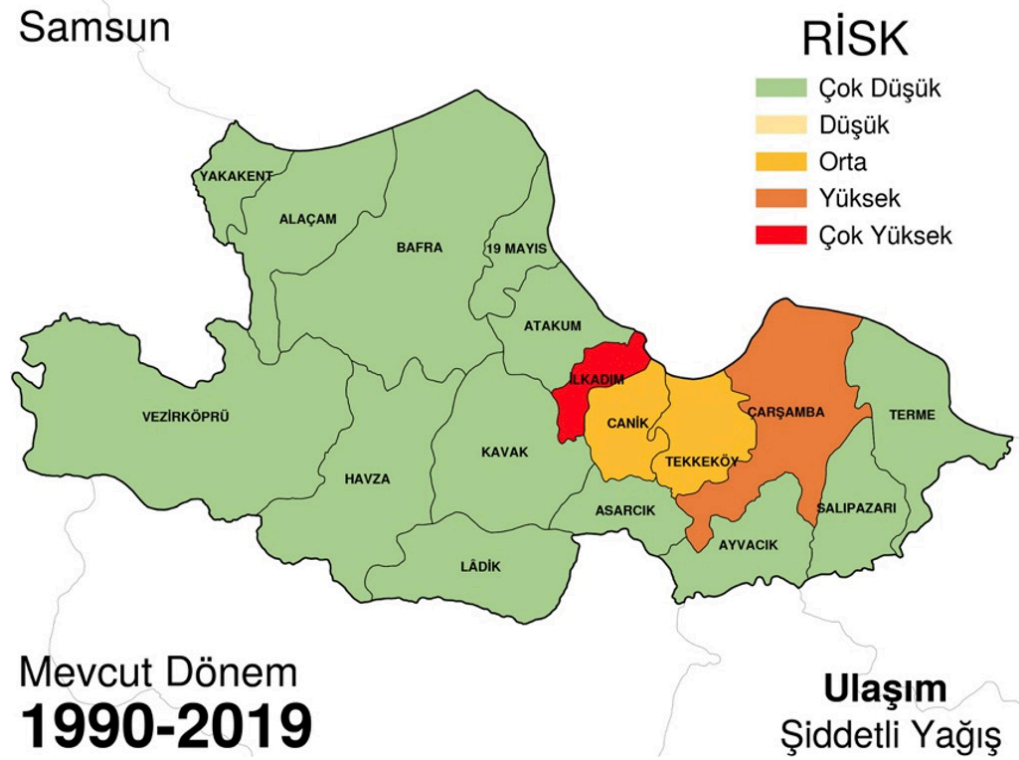 Samsun
RİSK
Çok Düşük
Düşük
Orta
Yüksek
Çok Yüksek
YAKAKENT
ALAÇAM
BAFRA
19 MAYIS
ATAKUM
İLKADIM
VEZİRKÖPRÜ
CANİK
ÇARŞAMBA
TERME
KAVAK
TEKKEKÖY
HAVZA
ASARCIK
SALIPAZARI
AYVACIK
LÂDİK
Mevcut Dönem
1990-2019
Ulaşım
Şiddetli Yağış